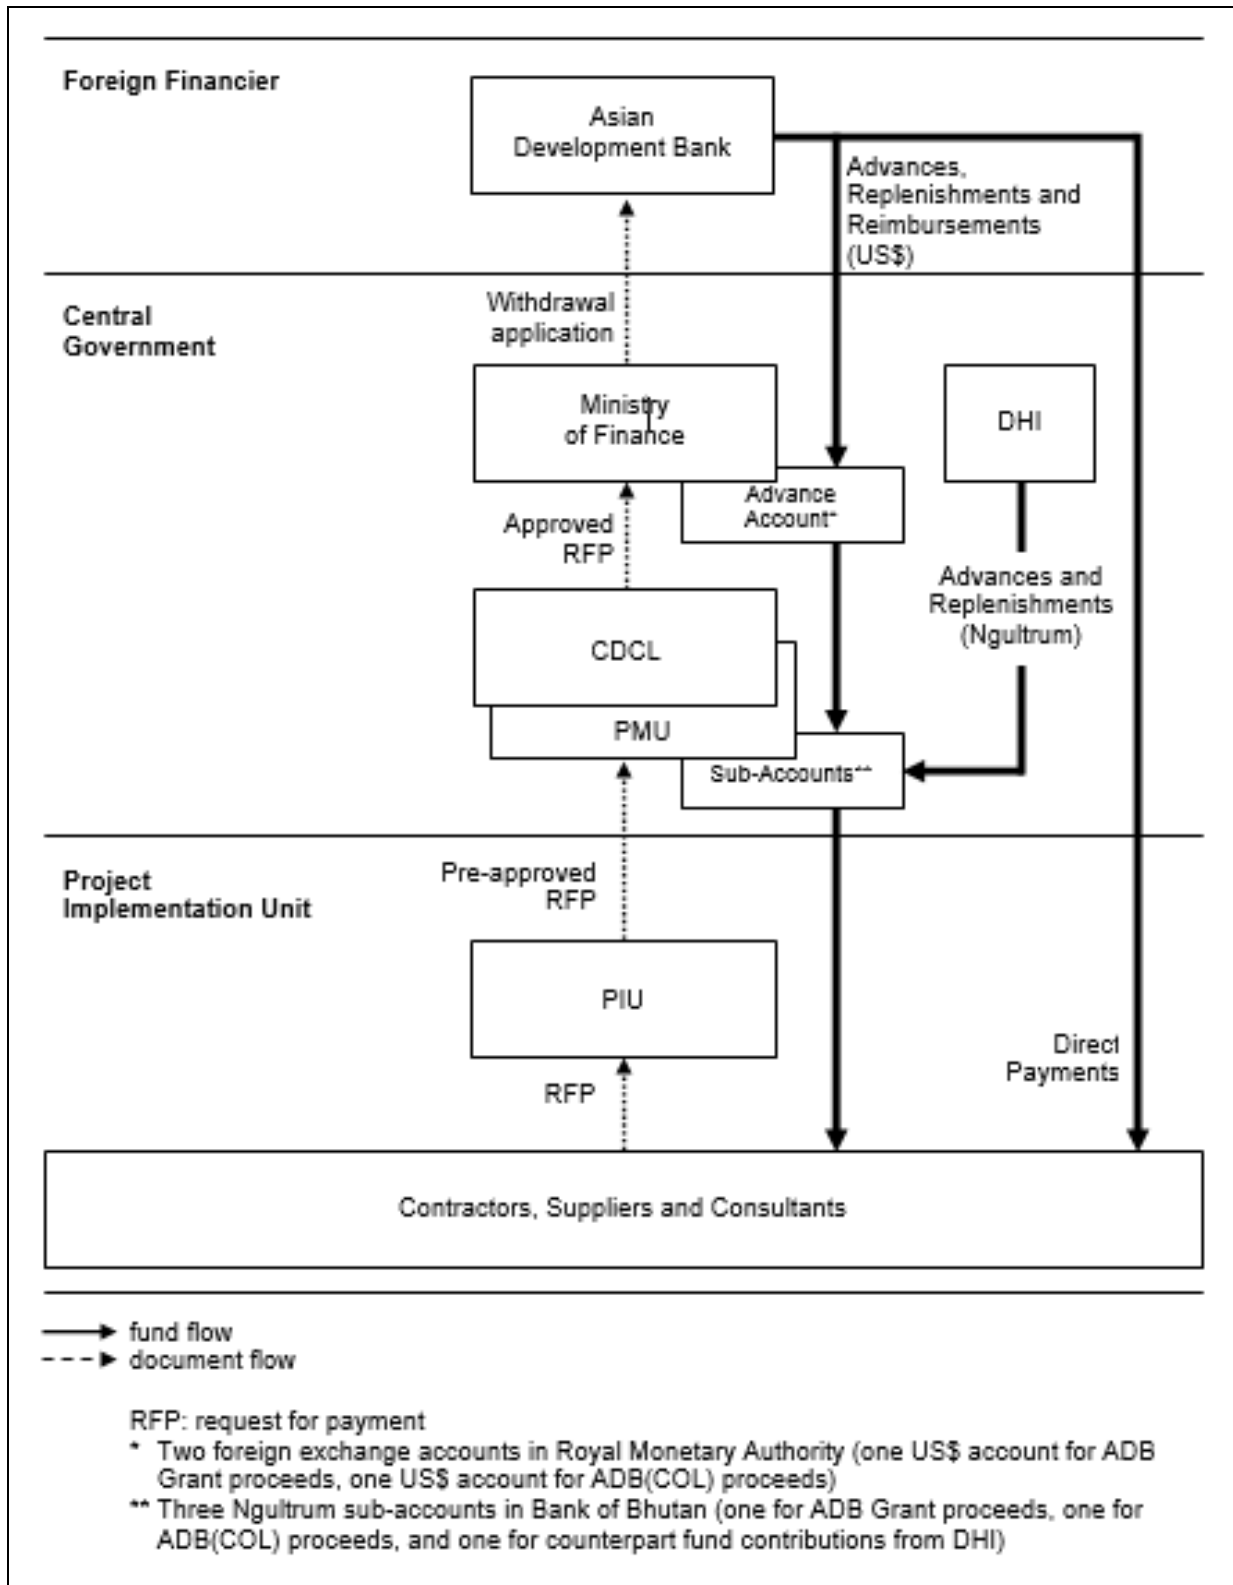 Foreign Financier
Asian
Development Bank
Advances,
Replenishments and
Reimbursements
(US$)
Central
Government
Withdrawal
application
Ministry
of Finance
DHI
Advance
Account*
Approved
RFP
Advances and
Replenishments
(Ngultrum)
CDCL
PMU
Sub-Accounts**
Project
Implementation Unit
Pre-approved
RFP
PIU
Direct
Payments
RFP
Contractors, Suppliers and Consultants
fund flow
document flow
RFP: request for payment
* Two foreign exchange accounts in Royal Monetary Authority (one US$ account for ADB
Grant proceeds, one US$ account for ADB(COL) proceeds)
** Three Ngultrum sub-accounts in Bank of Bhutan (one for ADB Grant proceeds, one for
ADB(COL) proceeds, and one for counterpart fund contributions from DHI)